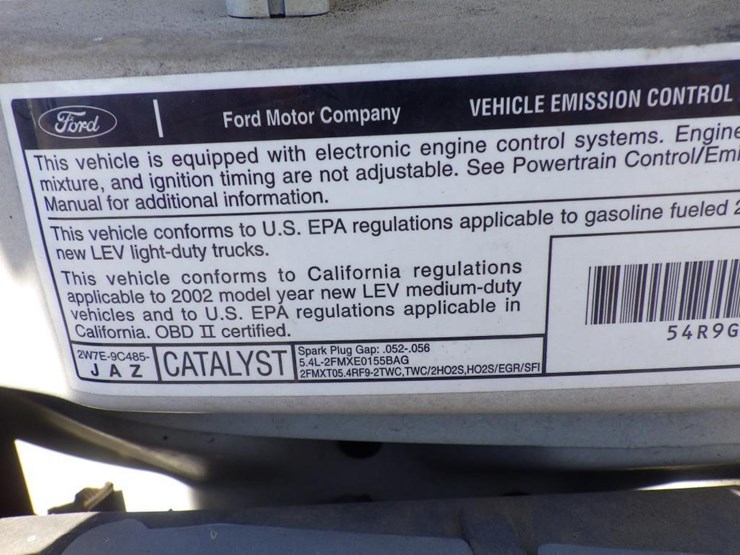 Ford
Ford Motor Company
VEHICLE EMISSION CONTROL
This vehicle is equipped with electronic engine control systems. Engine
mixture, and ignition timing are not adjustable. See Powertrain Control/Emi
Manual for additional information.
This vehicle conforms to U.S. EPA regulations applicable to gasoline fueled 2
new LEV light-duty trucks.
This vehicle conforms to California regulations
applicable to 2002 model year new LEV medium-duty
vehicles and to U.S. EPA regulations applicable in
California. OBD II certified.
54R9G
2W7E-9C485-
JAZ
CATALYST
Spark Plug Gap: .052-.056
5.4L-2FMXE0155BAG
2FMXT05.4RF9-2TWC,TWC/2HO2S,HO2S/EGR/SFI